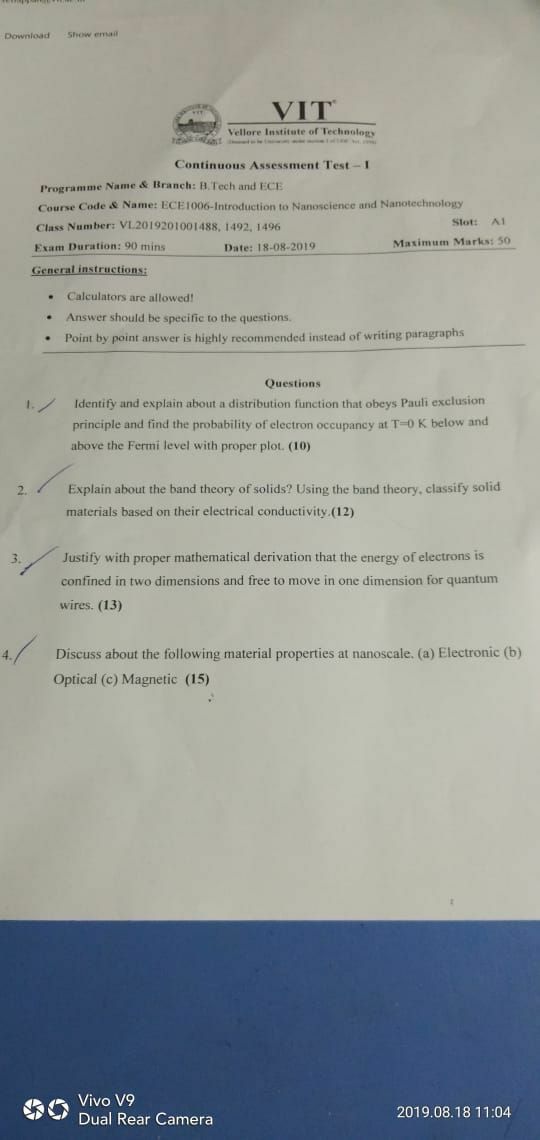 Download Show email
VIT
Vellore Institute of Technology
Continuous Assessment Test – I
Programme Name & Branch: B.Tech and ECE
Course Code & Name: ECE1006-Introduction to Nanoscience and Nanotechnology
Class Number: VL2019201001488, 1492, 1496 Slot: A1
Exam Duration: 90 mins Date: 18-08-2019 Maximum Marks: 50
General instructions:
• Calculators are allowed!
• Answer should be specific to the questions.
• Point by point answer is highly recommended instead of writing paragraphs
Questions
1. Identify and explain about a distribution function that obeys Pauli exclusion
principle and find the probability of electron occupancy at T=0 K below and
above the Fermi level with proper plot. (10)
2. Explain about the band theory of solids? Using the band theory, classify solid
materials based on their electrical conductivity.(12)
3. Justify with proper mathematical derivation that the energy of electrons is
confined in two dimensions and free to move in one dimension for quantum
wires. (13)
4. Discuss about the following material properties at nanoscale. (a) Electronic (b)
Optical (c) Magnetic (15)
Vivo V9
Dual Rear Camera
2019.08.18 11:04